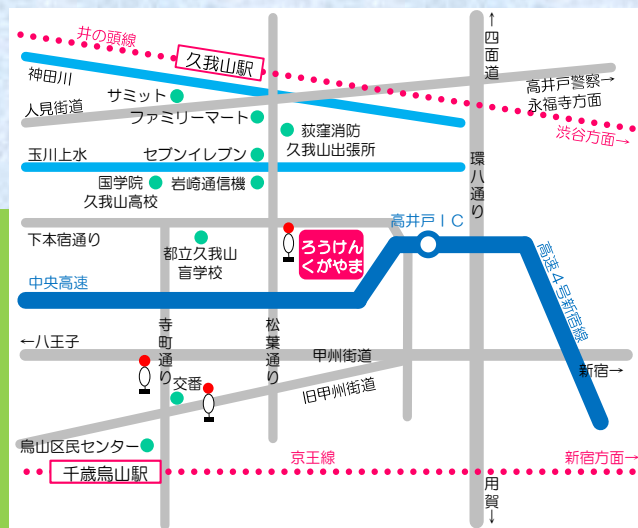 井の頭線
久我山駅
←四面道
神田川
サミット
高井戸警察→
永福寺方面
人見街道
ファミリーマート
荻窪消防
久我山出張所
渋谷方面→
玉川上水
セブンイレブン
環八通り
国学院
久我山高校
岩崎通信機
高井戸IC
下本宿通り
都立久我山
盲学校
ろうけん
くがやま
高速4号新宿線
中央高速
寺町通り
松葉通り
←八王子
甲州街道
新宿→
交番
旧甲州街道
烏山区民センター
千歳烏山駅
京王線
新宿方面→
用賀→